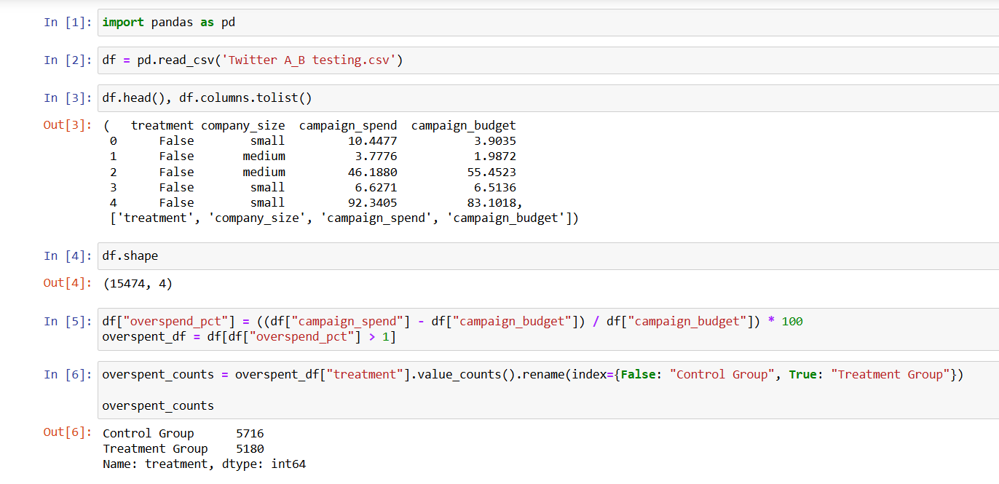 In [1]: import pandas as pd
In [2]: df = pd.read_csv('Twitter A_B testing.csv')
In [3]: df.head(), df.columns.tolist()
Out[3]: (   treatment company_size  campaign_spend  campaign_budget
0      False        small         10.4477           3.9035
1      False       medium          3.7776           1.9872
2      False       medium         46.1880          55.4523
3      False        small          6.6271           6.5136
4      False        small         92.3405          83.1018,
['treatment', 'company_size', 'campaign_spend', 'campaign_budget'])
In [4]: df.shape
Out[4]: (15474, 4)
In [5]: df["overspend_pct"] = ((df["campaign_spend"] - df["campaign_budget"]) / df["campaign_budget"]) * 100
overspent_df = df[df["overspend_pct"] > 1]
In [6]: overspent_counts = overspent_df["treatment"].value_counts().rename(index={False: "Control Group", True: "Treatment Group"})
overspent_counts
Out[6]: Control Group      5716
Treatment Group    5180
Name: treatment, dtype: int64